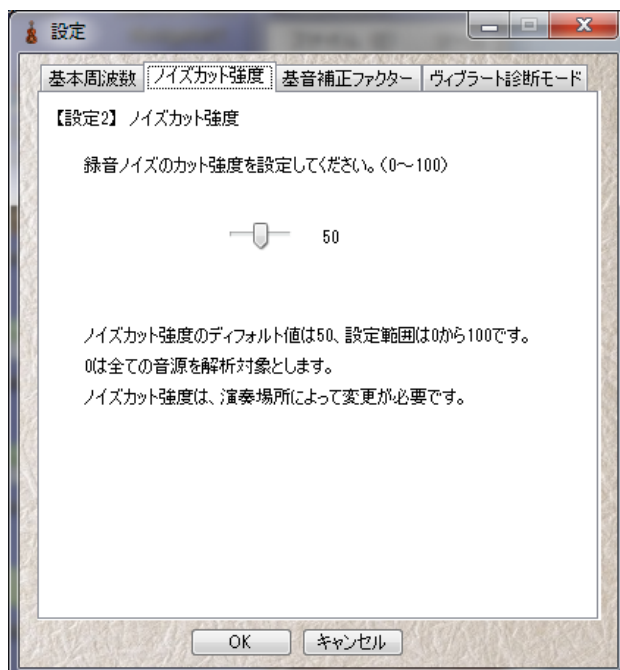 設定
基本周波数 ノイズカット強度 基音補正ファクター ヴィブラート診断モード
【設定2】 ノイズカット強度
録音ノイズのカット強度を設定してください。(0～100)
50
ノイズカット強度のディフォルト値は50、設定範囲は0から100です。
0は全ての音源を解析対象とします。
ノイズカット強度は、演奏場所によって変更が必要です。
OK キャンセル